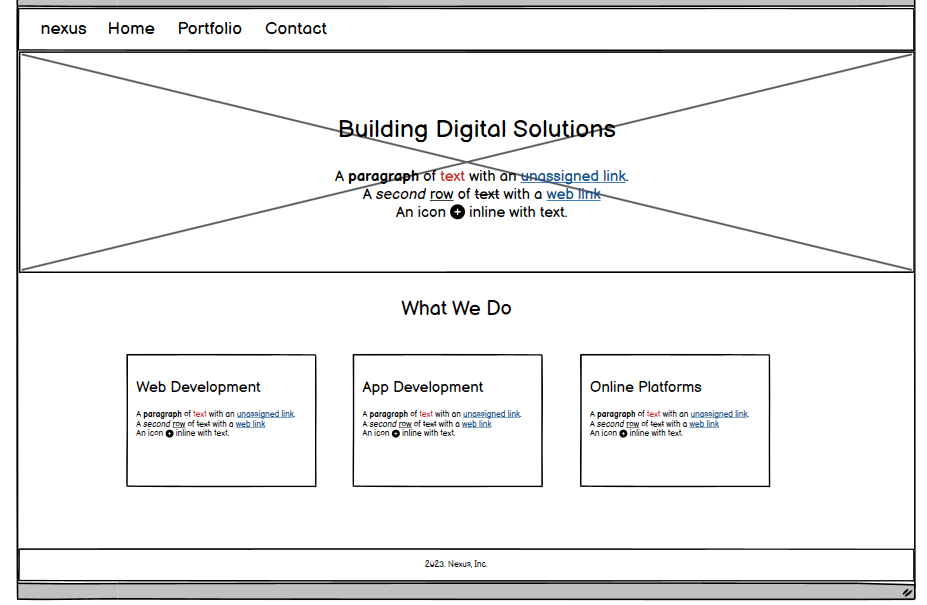 nexus Home Portfolio Contact
Building Digital Solutions
A paragraph of text with an unassigned link.
A second row of text with a web link
An icon inline with text.
What We Do
Web Development
A paragraph of text with an unassigned link.
A second row of text with a web link
An icon inline with text.
App Development
A paragraph of text with an unassigned link.
A second row of text with a web link
An icon inline with text.
Online Platforms
A paragraph of text with an unassigned link.
A second row of text with a web link
An icon inline with text.
2023. Nexus, Inc.